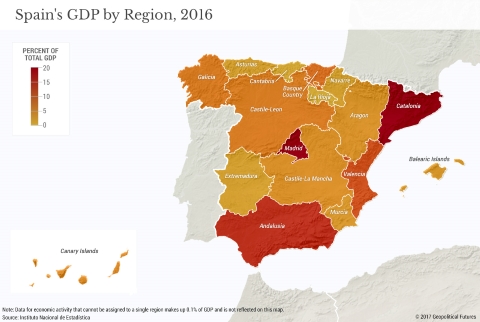 Spain's GDP by Region, 2016
PERCENT OF
TOTAL GDP
20
15
10
5
0
Asturias
Galicia
Cantabria
Basque
Country
Navarre
La Rioja
Castile-Leon
Catalonia
Aragon
Madrid
Balearic Islands
Extremadura
Castile La Mancha
Valencia
Murcia
Andalusia
Canary Islands
Note: Data for economic activity that cannot be assigned to a single region makes up 0.1% of GDP and is not reflected on this map.
Source: Instituto Nacional de Estadística
© 2017 Geopolitical Futures